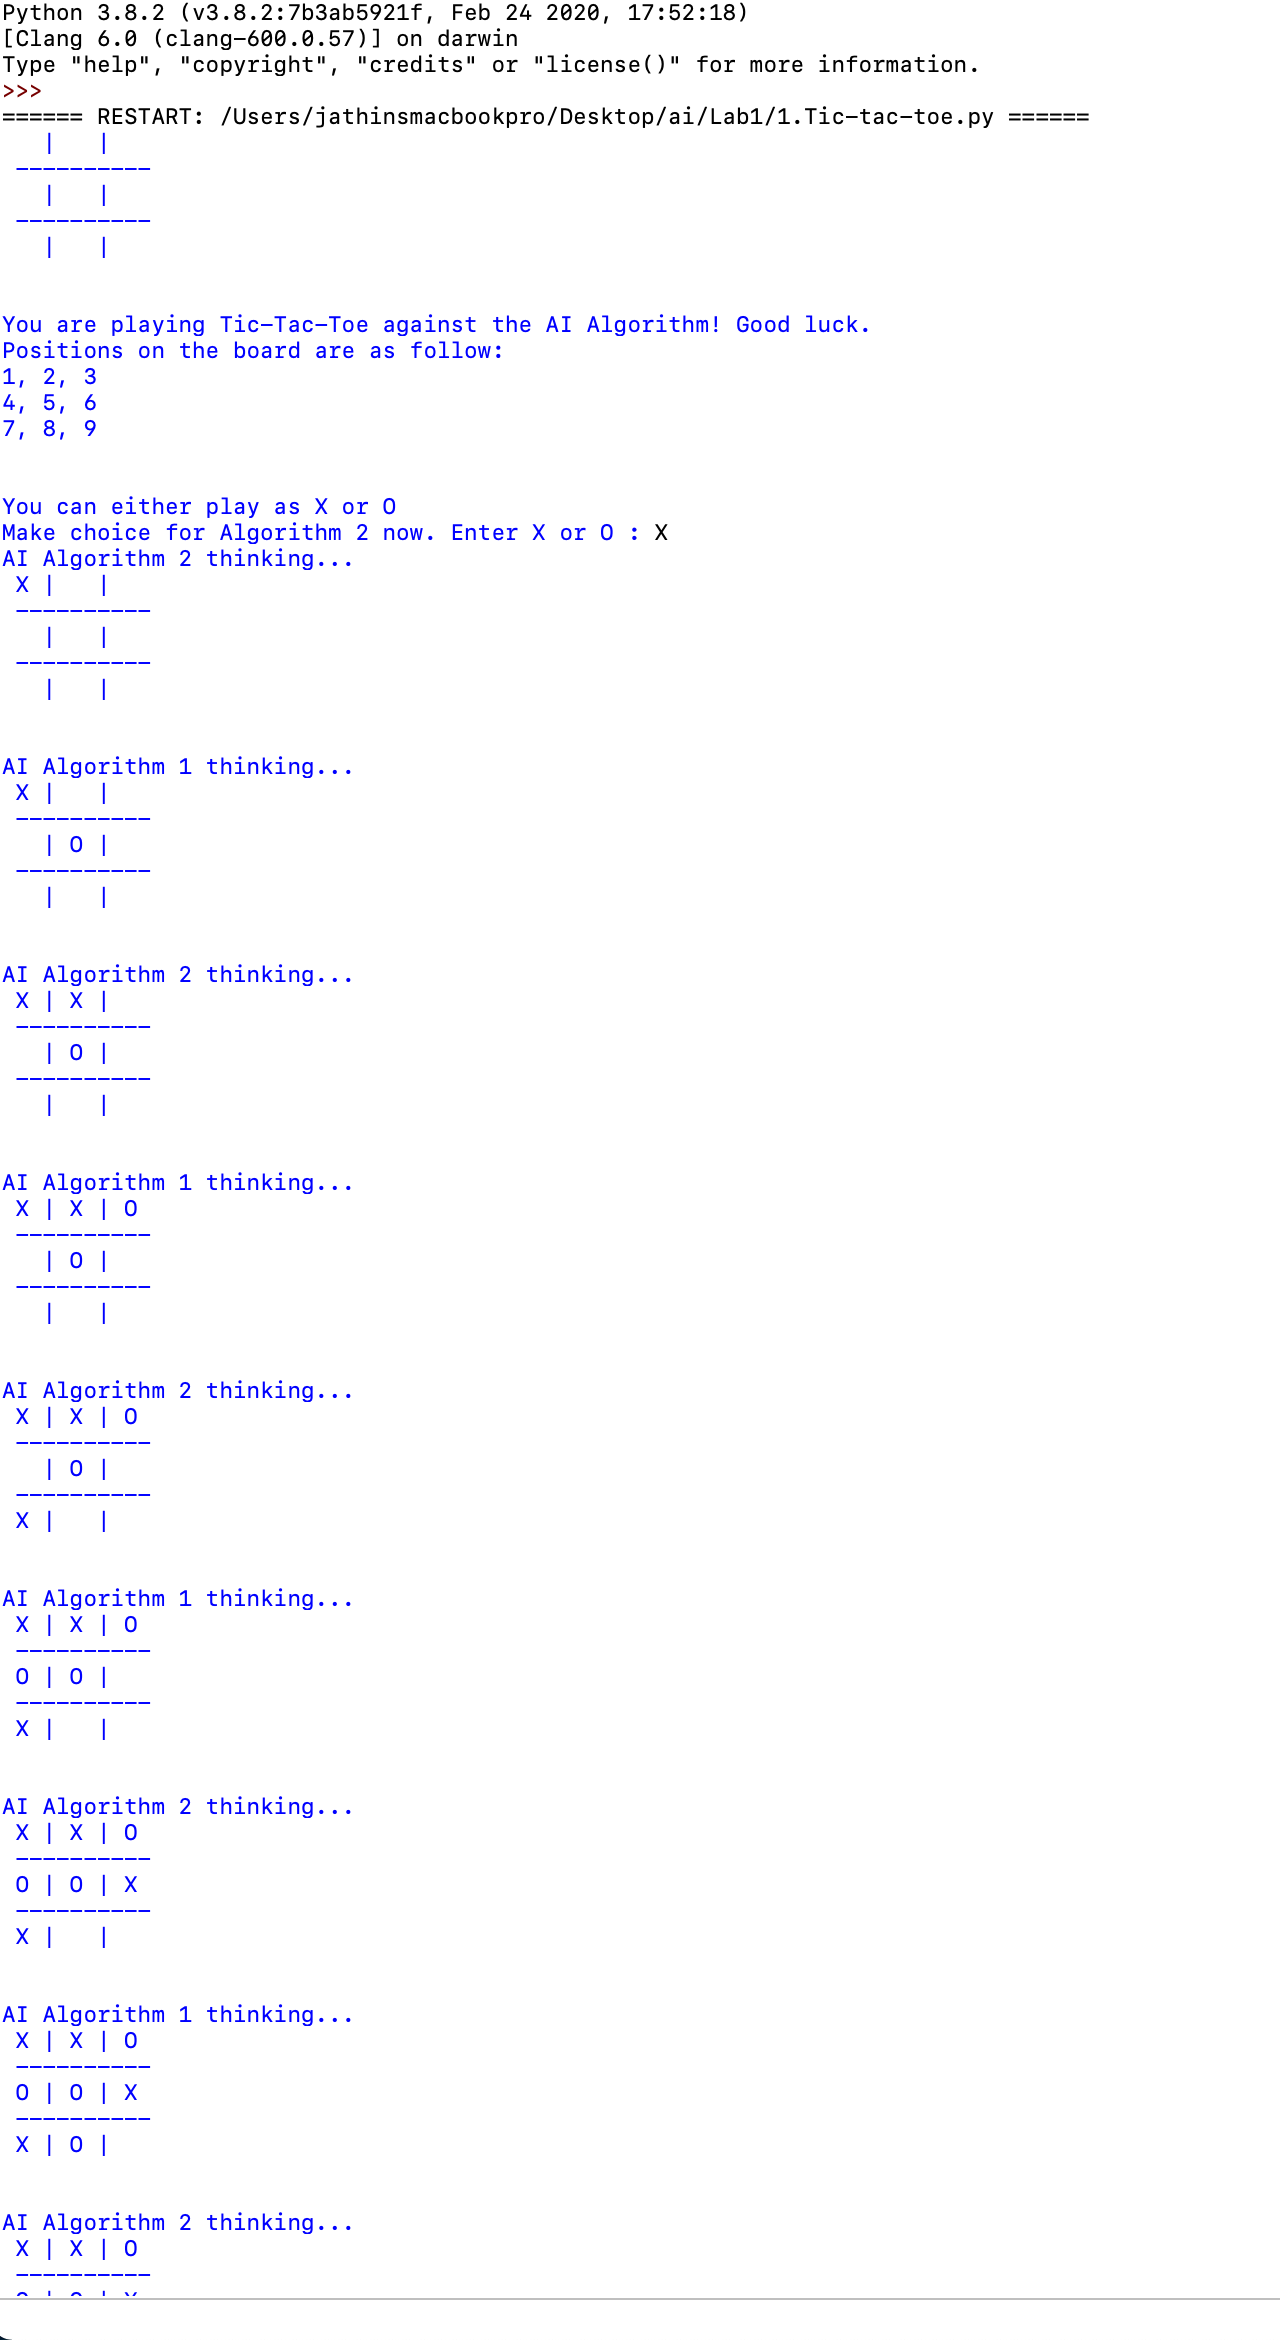 Python 3.8.2 (v3.8.2:7b3ab5921f, Feb 24 2020, 17:52:18)
[Clang 6.0 (clang-600.0.57)] on darwin
Type "help", "copyright", "credits" or "license()" for more information.
>>>
====== RESTART: /Users/jathinsmacbookpro/Desktop/ai/Lab1/1.Tic-tac-toe.py ======
   |   |
 ----------
   |   |
 ----------
   |   |
You are playing Tic-Tac-Toe against the AI Algorithm! Good luck.
Positions on the board are as follow:
1, 2, 3
4, 5, 6
7, 8, 9
You can either play as X or O
Make choice for Algorithm 2 now. Enter X or O : X
AI Algorithm 2 thinking...
 X |   |
 ----------
   |   |
 ----------
   |   |
AI Algorithm 1 thinking...
 X |   |
 ----------
   | O |
 ----------
   |   |
AI Algorithm 2 thinking...
 X | X |
 ----------
   | O |
 ----------
   |   |
AI Algorithm 1 thinking...
 X | X | O
 ----------
   | O |
 ----------
   |   |
AI Algorithm 2 thinking...
 X | X | O
 ----------
   | O |
 ----------
 X |   |
AI Algorithm 1 thinking...
 X | X | O
 ----------
 O | O |
 ----------
 X |   |
AI Algorithm 2 thinking...
 X | X | O
 ----------
 O | O | X
 ----------
 X |   |
AI Algorithm 1 thinking...
 X | X | O
 ----------
 O | O | X
 ----------
 X | O |
AI Algorithm 2 thinking...
 X | X | O
 ----------